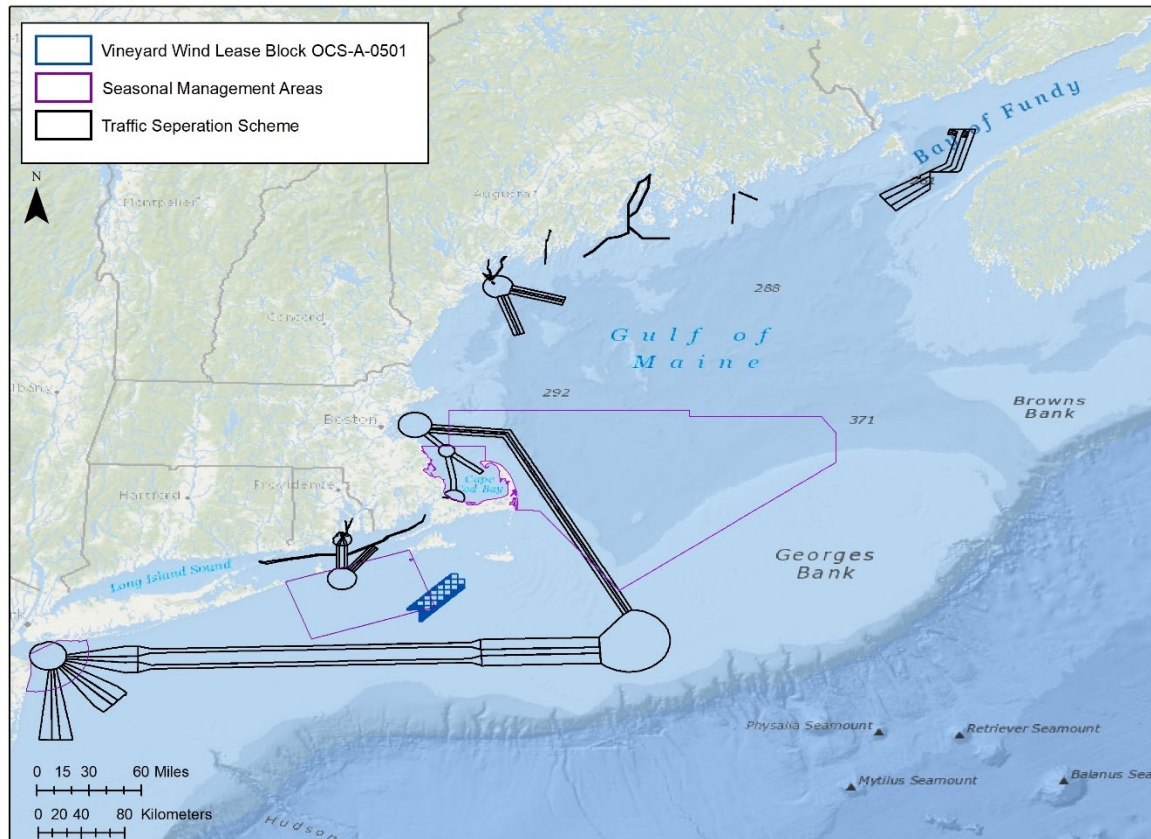 Vineyard Wind Lease Block OCS-A-0501
Seasonal Management Areas
Traffic Seperation Scheme
N
Bay of Fundy
Augusta
Montpelier
288
Gulf of
Maine
Concord
292
371
Browns
Bank
Albany
Boston
Cape
Cod Bay
Hartford
Providence
Georges
Bank
Long Island Sound
Physalia Seamount
Retriever Seamount
Mytilus Seamount
Balanus Sea
0 15 30 60 Miles
0 20 40 80 Kilometers
Hudson